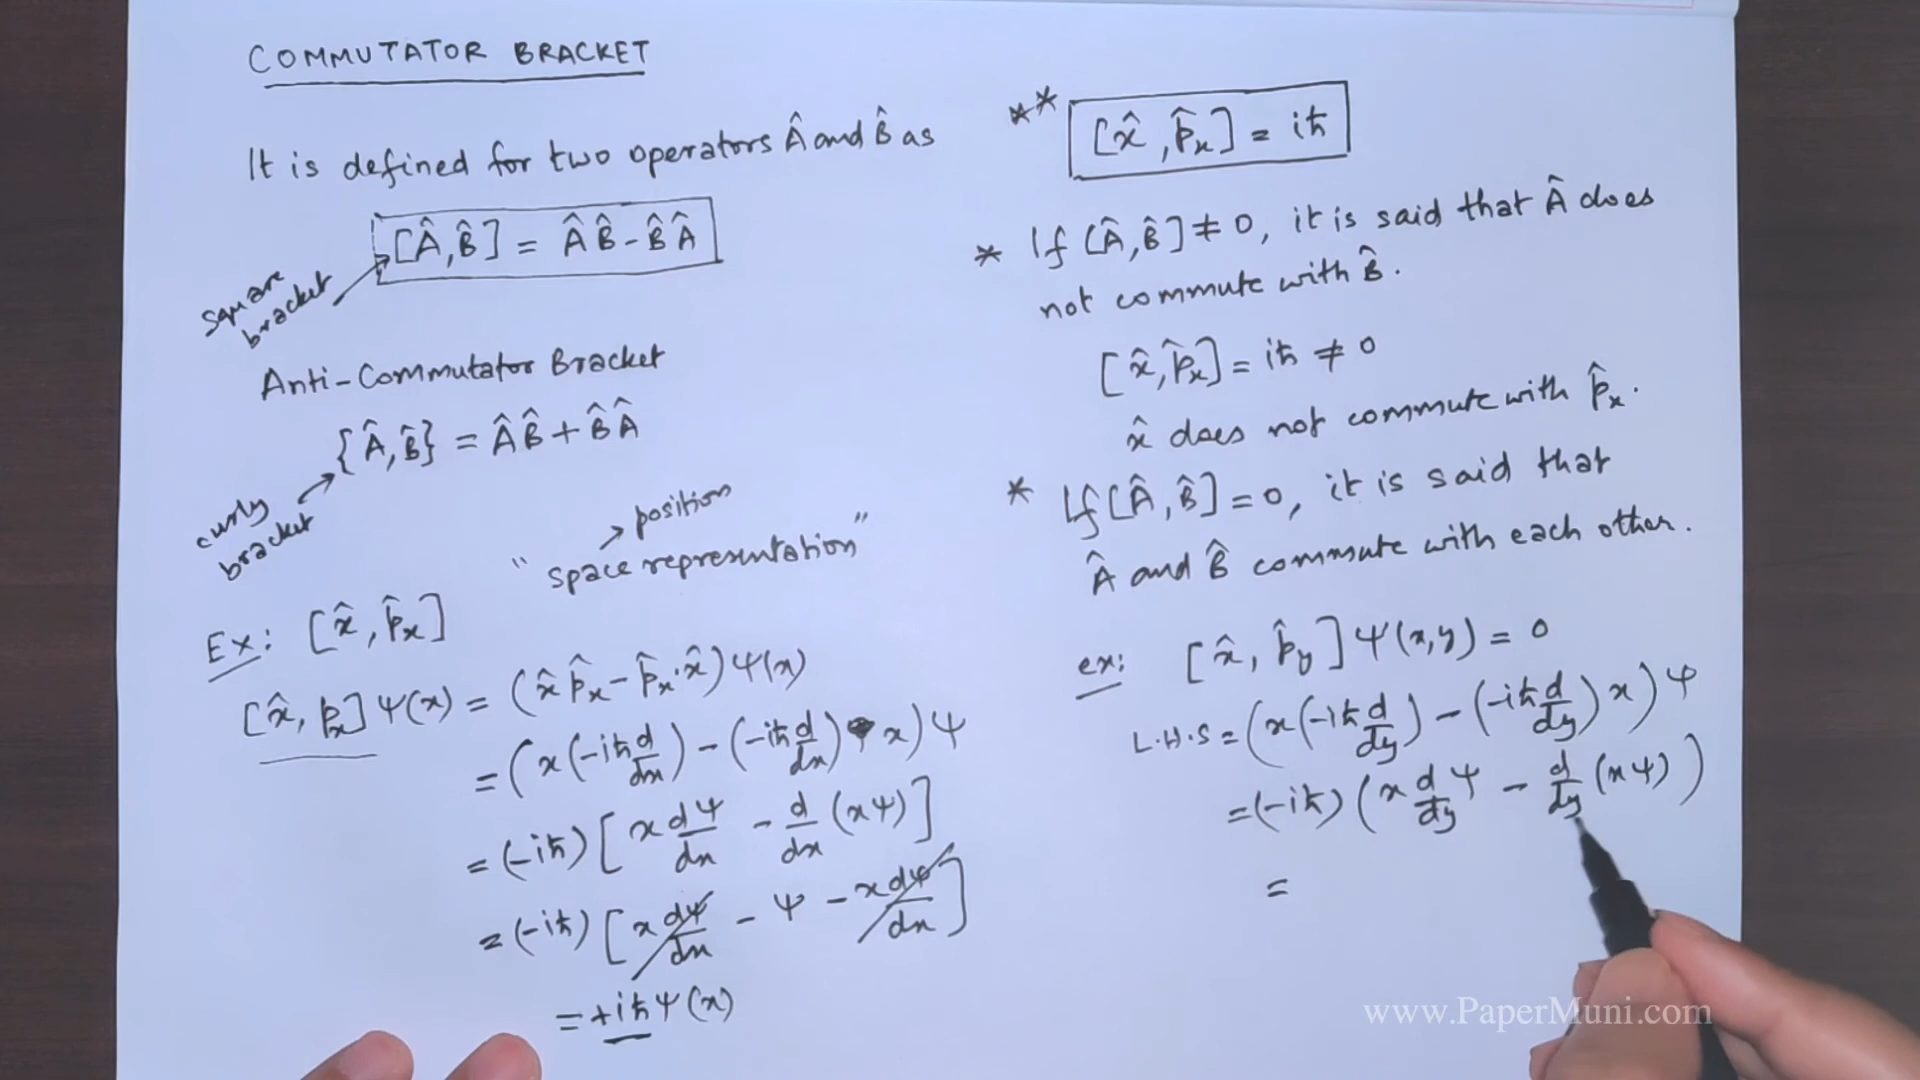 COMMUTATOR BRACKET
It is defined for two operators Â and B̂ as
[Â,B̂] = ÂB̂-B̂Â
square
bracket
Anti-Commutator Bracket
{Â,B̂} = ÂB̂+B̂Â
curly
bracket
position
"space representation"
Ex: [x̂,p̂x]
[x̂,px]Ψ(x) = (x̂p̂x-p̂x.x̂)Ψ(x)
= (x(-iħ d/dx) - (-iħ d/dx) x)Ψ
= (-iħ)[x dΨ/dx - d/dx (xΨ)]
= (-iħ)[x dΨ/dx - Ψ - x dΨ/dx]
= +iħΨ(x)
** [x̂,p̂x] = iħ
* If [Â,B̂] ≠ 0, it is said that Â does
not commute with B̂.
[x̂,p̂x] = iħ ≠ 0
x̂ does not commute with p̂x.
* If [Â,B̂] = 0, it is said that
Â and B̂ commute with each other.
ex: [x̂,p̂y]Ψ(x,y) = 0
L.H.S = (x(-iħ d/dy) - (-iħ d/dy)x)Ψ
= (-iħ)(x d/dy Ψ - d/dy (xΨ))
=
www.PaperMuni.com